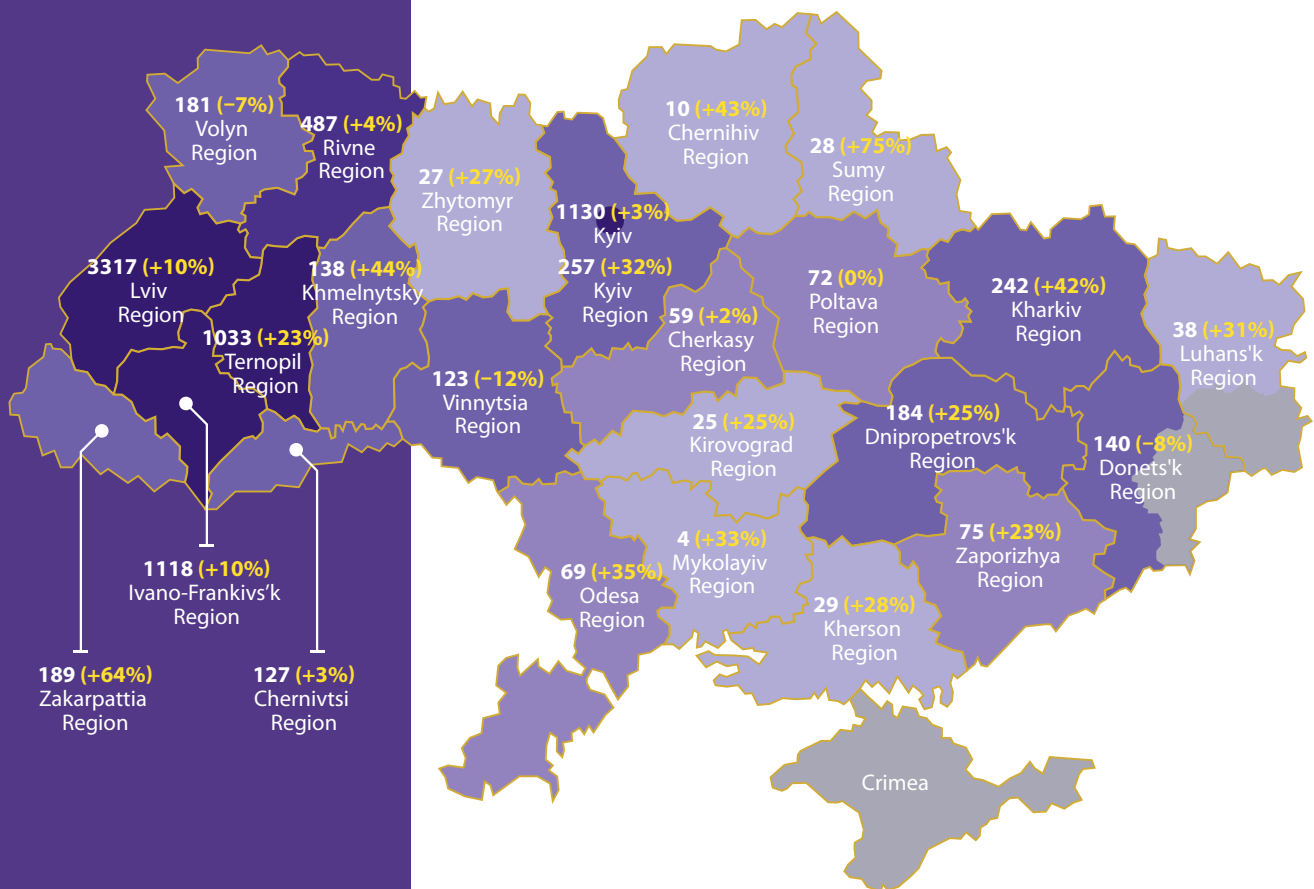 10 (+43%)
Chernihiv
Region
181 (−7%)
Volyn
Region
487 (+4%)
Rivne
Region
28 (+75%)
Sumy
Region
27 (+27%)
Zhytomyr
Region
1130 (+3%)
Kyiv
3317 (+10%)
Lviv
Region
138 (+44%)
Khmelnytsky
Region
257 (+32%)
Kyiv
Region
72 (0%)
Poltava
Region
242 (+42%)
Kharkiv
Region
59 (+2%)
Cherkasy
Region
1033 (+23%)
Ternopil
Region
38 (+31%)
Luhans'k
Region
123 (−12%)
Vinnytsia
Region
25 (+25%)
Kirovograd
Region
184 (+25%)
Dnipropetrovs'k
Region
140 (−8%)
Donets'k
Region
4 (+33%)
Mykolayiv
Region
75 (+23%)
Zaporizhya
Region
1118 (+10%)
Ivano-Frankivs’k
Region
69 (+35%)
Odesa
Region
29 (+28%)
Kherson
Region
189 (+64%)
Zakarpattia
Region
127 (+3%)
Chernivtsi
Region
Crimea